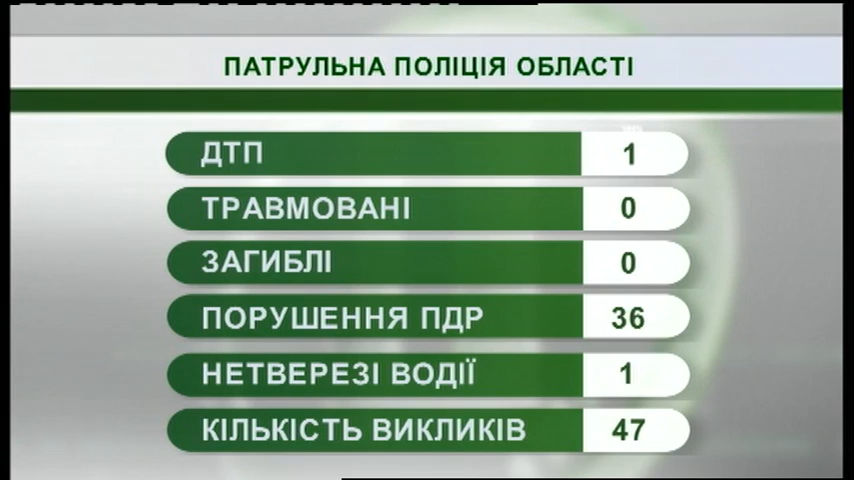 ПАТРУЛЬНА ПОЛІЦІЯ ОБЛАСТІ
ДТП 1
ТРАВМОВАНІ 0
ЗАГИБЛІ 0
ПОРУШЕННЯ ПДР 36
НЕТВЕРЕЗІ ВОДІЇ 1
КІЛЬКІСТЬ ВИКЛИКІВ 47